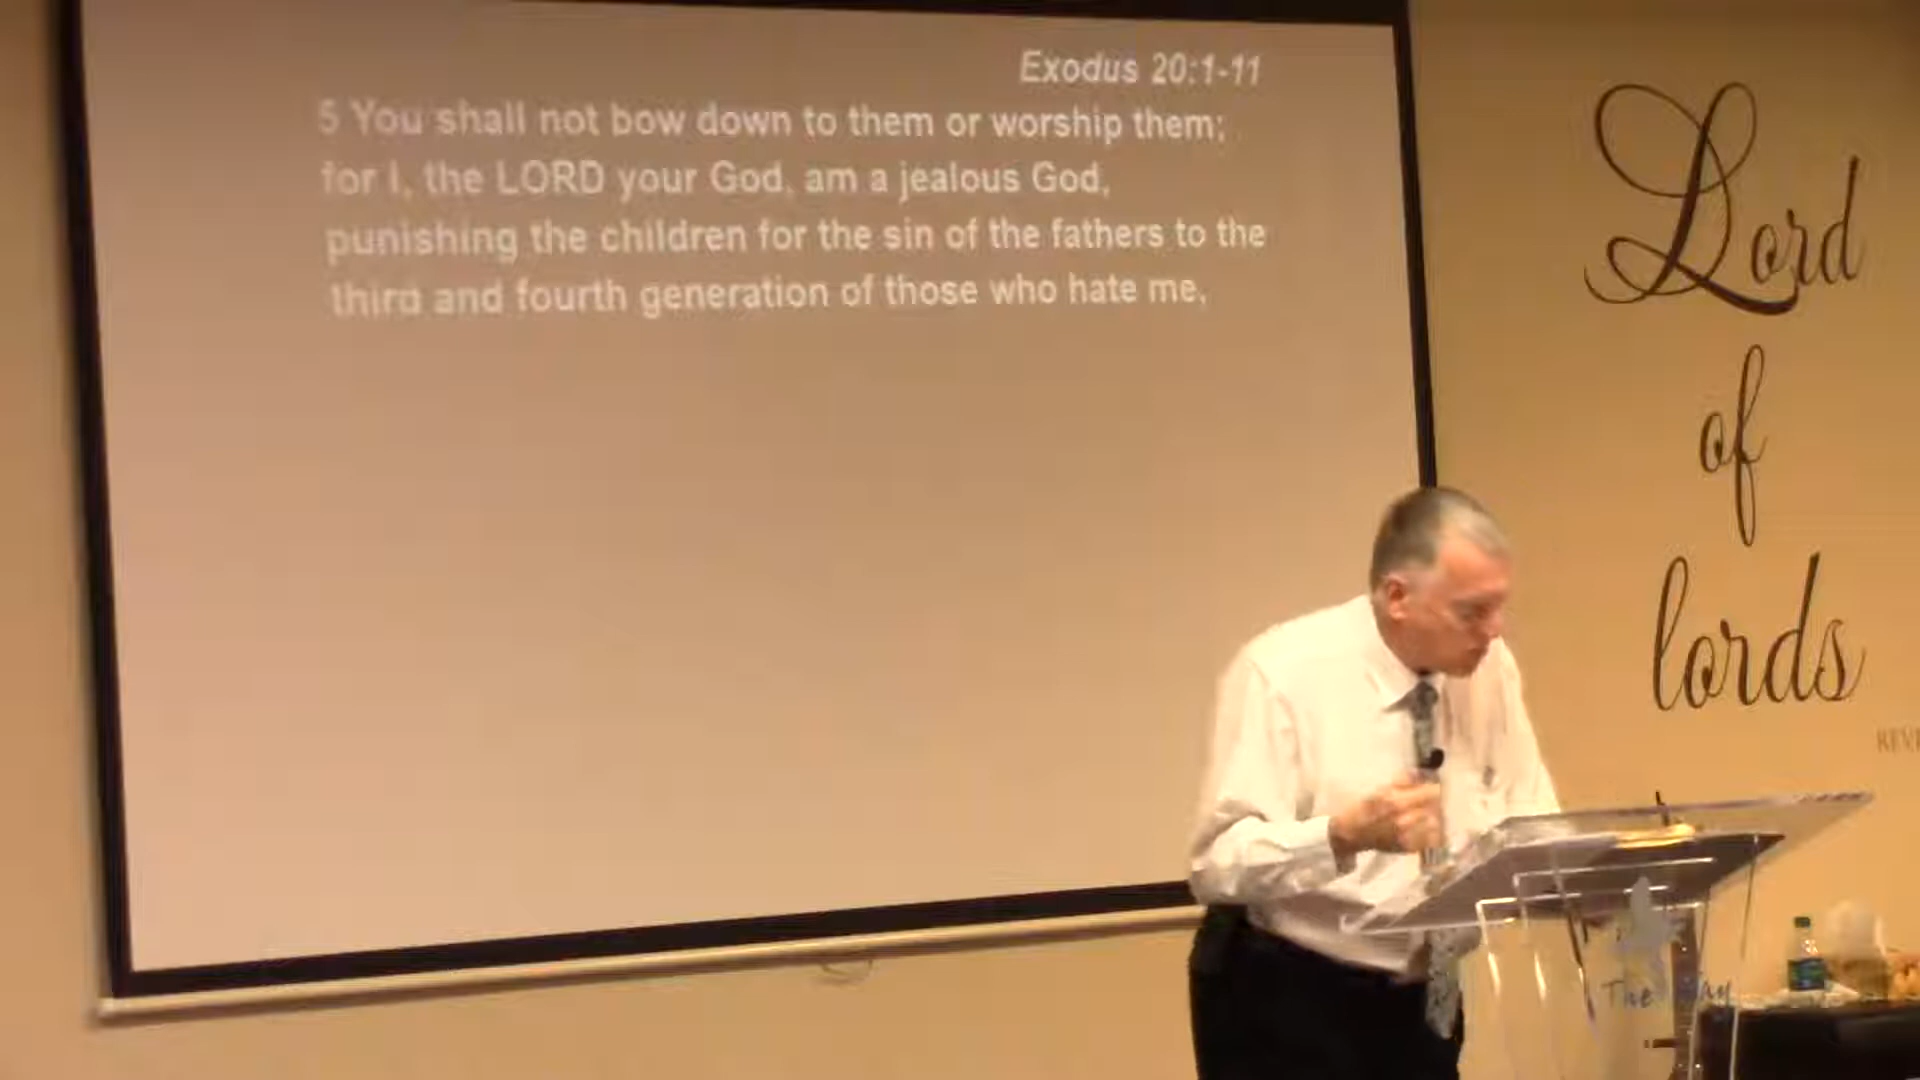 Exodus 20:1-11
5 You shall not bow down to them or worship them;
for I, the LORD your God, am a jealous God,
punishing the children for the sin of the fathers to the
third and fourth generation of those who hate me,
Lord
of
lords
The Way